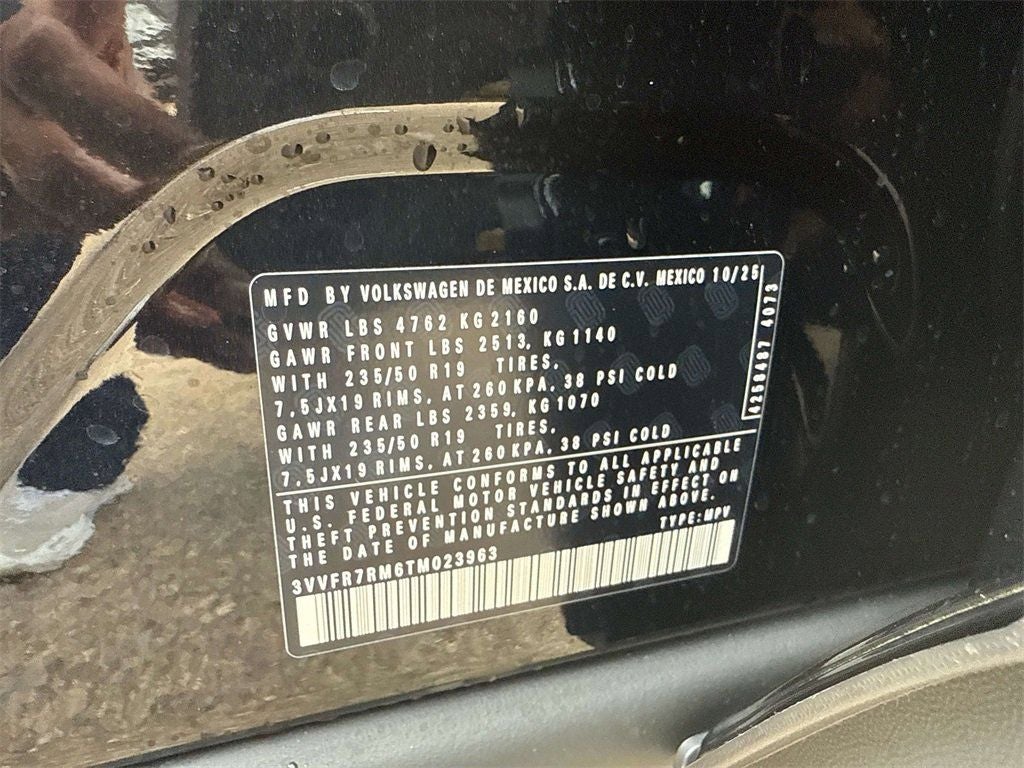 MFD BY VOLKSWAGEN DE MEXICO S.A. DE C.V. MEXICO 10/25
GVWR LBS 4762 KG 2160
GAWR FRONT LBS 2513, KG 1140
WITH 235/50 R19 TIRES,
7,5JX19 RIMS, AT 260 KPA, 38 PSI COLD
GAWR REAR LBS 2359, KG 1070
WITH 235/50 R19 TIRES,
7,5JX19 RIMS, AT 260 KPA, 38 PSI COLD
THIS VEHICLE CONFORMS TO ALL APPLICABLE
U.S. FEDERAL MOTOR VEHICLE SAFETY AND
THEFT PREVENTION STANDARDS IN EFFECT ON
THE DATE OF MANUFACTURE SHOWN ABOVE.
TYPE: MPV
3VVFR7RM6TM023963
6258487 4073